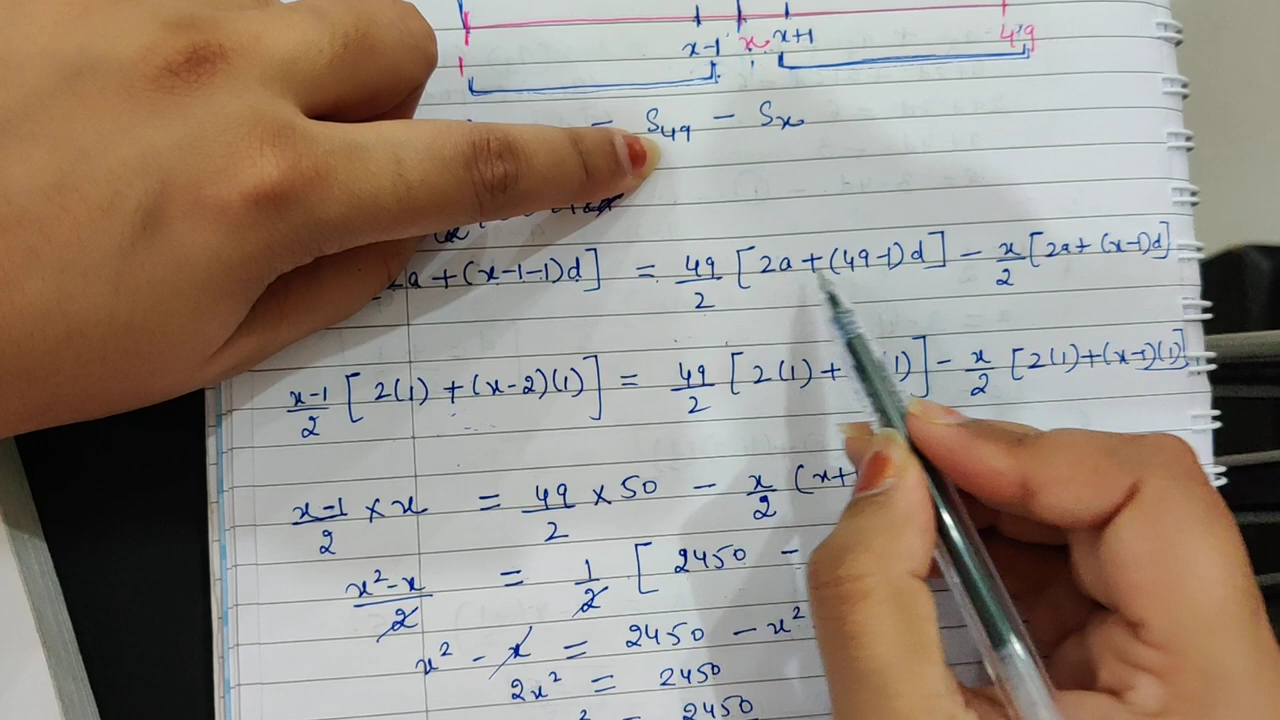 x-1 x x+1 49
= S₄₉ - Sₓ
2a + (x-1-1)d] = 49/2 [2a + (49-1)d] - x/2 [2a + (x-1)d]
x-1/2 [2(1) + (x-2)(1)] = 49/2 [2(1) + 1)] - x/2 [2(1) + (x-1)(1)]
x-1/2 × x = 49/2 × 50 - x/2 (x+
x²-x/2 = 1/2 [2450 -
x² - x = 2450 - x²
2x² = 2450
2 = 2450